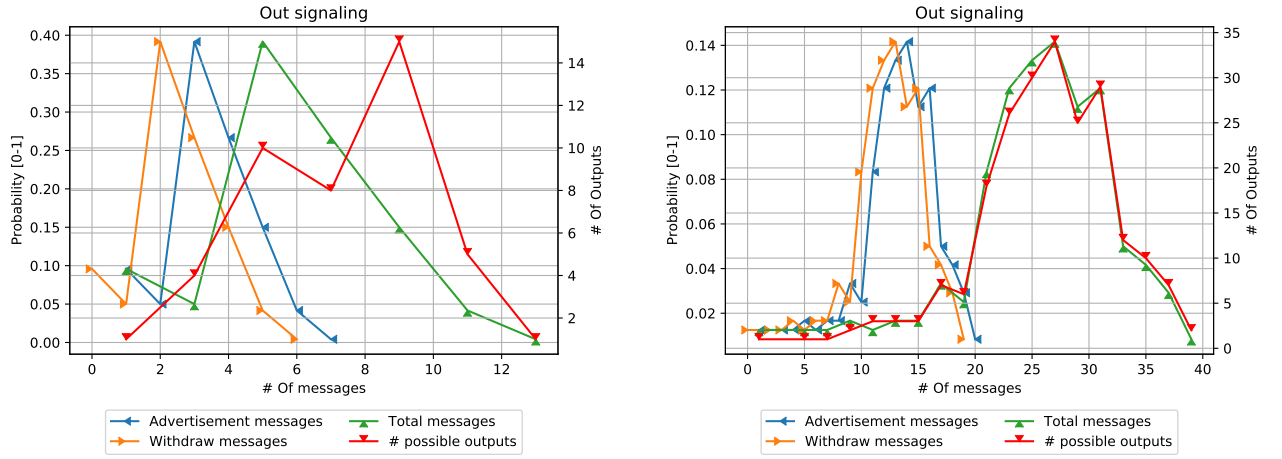 Out signaling
0.40
0.35
0.30
0.25
0.20
0.15
0.10
0.05
0.00
Probability [0-1]
14
12
10
8
6
4
2
# Of Outputs
0 2 4 6 8 10 12
# Of messages
Advertisement messages
Withdraw messages
Total messages
# possible outputs
Out signaling
0.14
0.12
0.10
0.08
0.06
0.04
0.02
Probability [0-1]
35
30
25
20
15
10
5
0
# Of Outputs
0 5 10 15 20 25 30 35 40
# Of messages
Advertisement messages
Withdraw messages
Total messages
# possible outputs